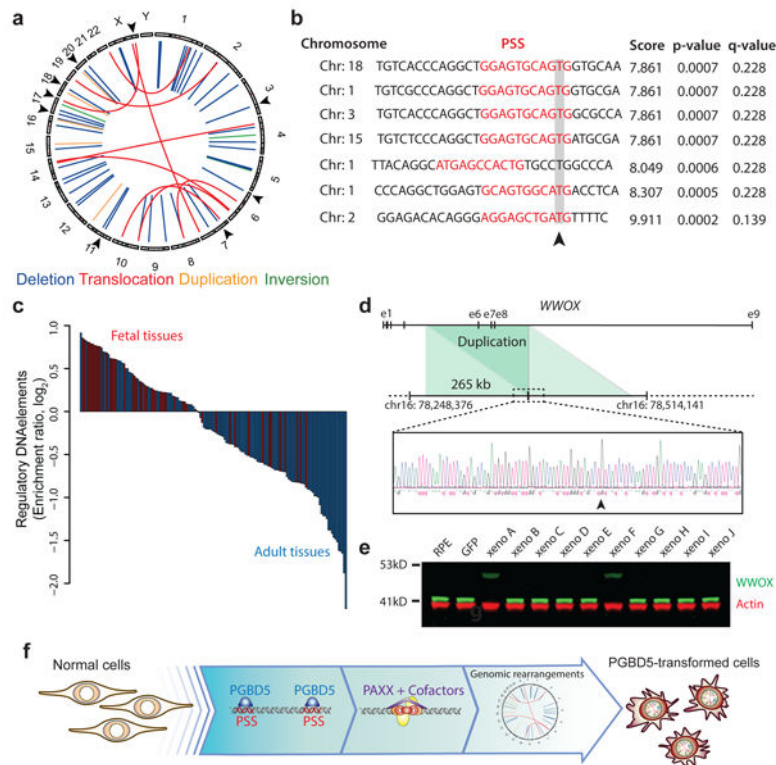 a
X Y 1 2 3 4 5 6 7 8 9 10 11 12 13 14 15 16 17 18 19 20 21 22
Deletion Translocation Duplication Inversion
b
Chromosome PSS Score p-value q-value
Chr: 18 TGTCACCCAGGCTGGAGTGCAGTGGTGCAA 7.861 0.0007 0.228
Chr: 1 TGTCGCCCAGGCTGGAGTGCAGTGGTGCGA 7.861 0.0007 0.228
Chr: 3 TGTCACCCAGGCTGGAGTGCAGTGGCGCCA 7.861 0.0007 0.228
Chr: 15 TGTCTCCCAGGCTGGAGTGCAGTGATGCGA 7.861 0.0007 0.228
Chr: 1 TTACAGGCATGAGCCACTGTGCCTGGCCCA 8.049 0.0006 0.228
Chr: 1 CCCAGGCTGGAGTGCAGTGGCATGACCTCA 8.307 0.0005 0.228
Chr: 2 GGAGACACAGGGAGGAGCTGATGTTTTC 9.911 0.0002 0.139
c
Regulatory DNAelements
(Enrichment ratio, log2)
1.0
0.5
0.0
-0.5
-1.0
-1.5
-2.0
Fetal tissues
Adult tissues
d
WWOX
e1 e6 e7e8 e9
Duplication
265 kb
chr16: 78,248,376 chr16: 78,514,141
e
RPE GFP xeno A xeno B xeno C xeno D xeno E xeno F xeno G xeno H xeno I xeno J
53kD
41kD
WWOX
Actin
f
Normal cells
PGBD5 PGBD5
PSS PSS
PAXX + Cofactors
Genomic rearrangements
PGBD5-transformed cells